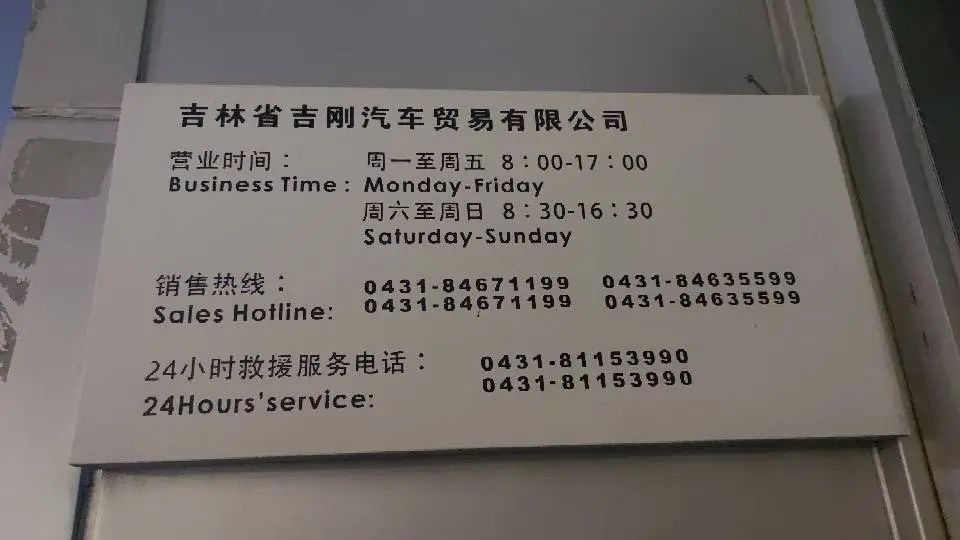 吉林省吉刚汽车贸易有限公司
营业时间： 周一至周五 8：00-17：00
Business Time: Monday-Friday
周六至周日 8：30-16：30
Saturday-Sunday
销售热线： 0431-84671199 0431-84635599
Sales Hotline: 0431-84671199 0431-84635599
24小时救援服务电话： 0431-81153990
24Hours'service: 0431-81153990